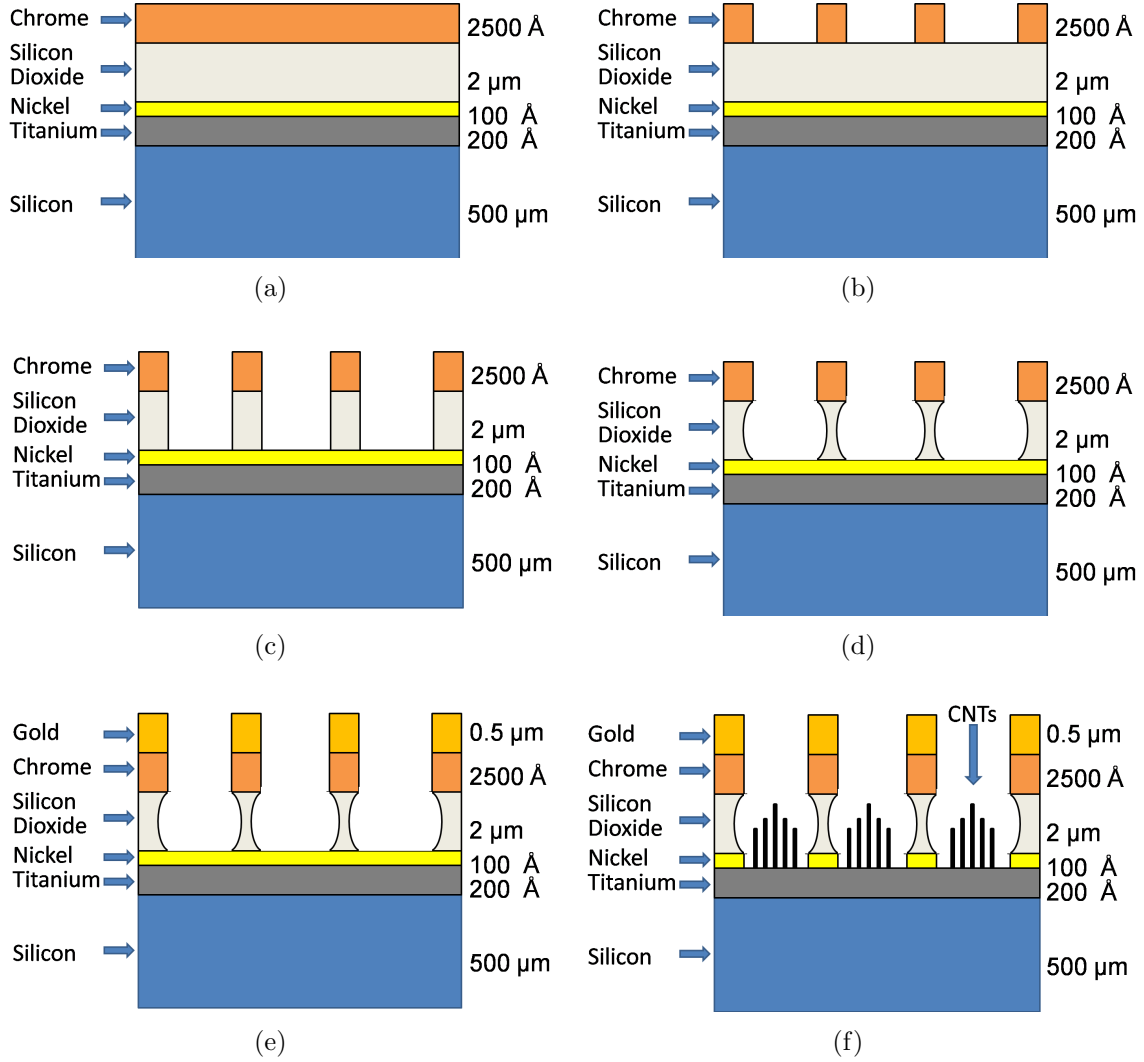 Chrome
2500 Å
Silicon
Dioxide
2 µm
Nickel
100 Å
Titanium
200 Å
Silicon
500 µm
(a)
Chrome
2500 Å
Silicon
Dioxide
2 µm
Nickel
100 Å
Titanium
200 Å
Silicon
500 µm
(b)
Chrome
2500 Å
Silicon
Dioxide
2 µm
Nickel
100 Å
Titanium
200 Å
Silicon
500 µm
(c)
Chrome
2500 Å
Silicon
Dioxide
2 µm
Nickel
100 Å
Titanium
200 Å
Silicon
500 µm
(d)
Gold
0.5 µm
Chrome
2500 Å
Silicon
Dioxide
2 µm
Nickel
100 Å
Titanium
200 Å
Silicon
500 µm
(e)
CNTs
Gold
0.5 µm
Chrome
2500 Å
Silicon
Dioxide
2 µm
Nickel
100 Å
Titanium
200 Å
Silicon
500 µm
(f)